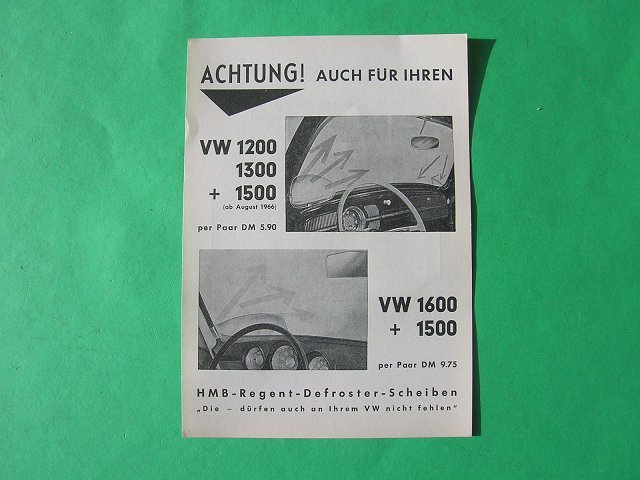 ACHTUNG! AUCH FÜR IHREN
VW 1200
1300
+ 1500
(ab August 1966)
per Paar DM 5.90
VW 1600
+ 1500
per Paar DM 9.75
HMB-Regent-Defroster-Scheiben
„Die – dürfen auch an Ihrem VW nicht fehlen“